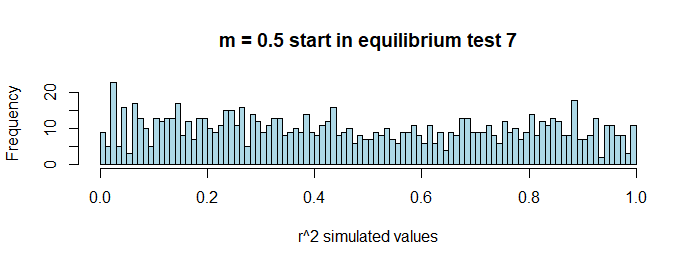 m = 0.5 start in equilibrium test 7
Frequency
20
10
0
0.0 0.2 0.4 0.6 0.8 1.0
r^2 simulated values